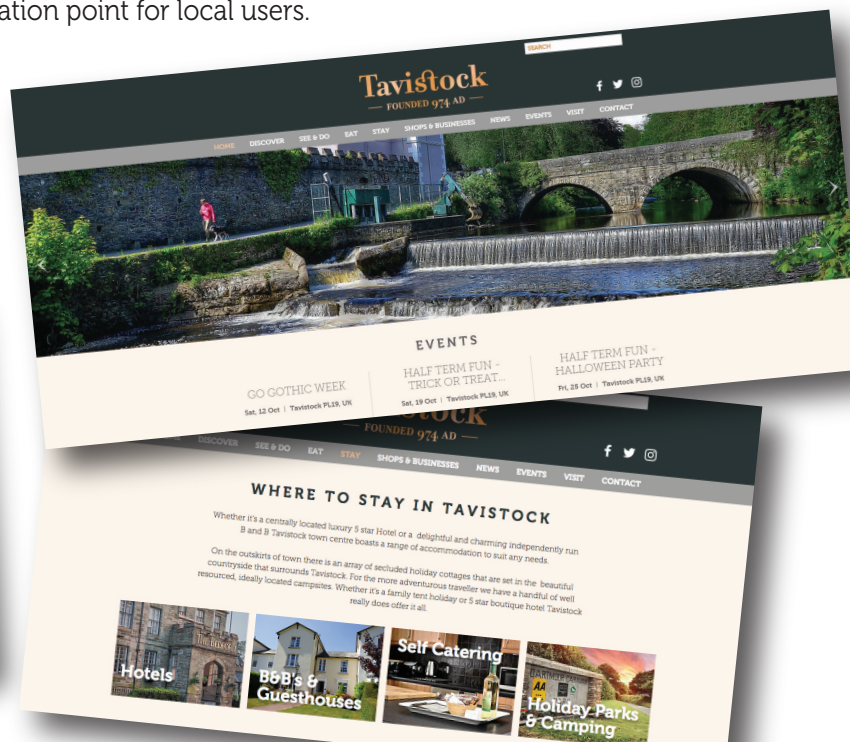 ation point for local users.
SEARCH
Tavistock
FOUNDED 974 AD
HOME DISCOVER SEE & DO EAT STAY SHOPS & BUSINESSES NEWS EVENTS VISIT CONTACT
EVENTS
GO GOTHIC WEEK
Sat, 12 Oct | Tavistock PL19, UK
HALF TERM FUN -
TRICK OR TREAT...
Sat, 19 Oct | Tavistock PL19, UK
HALF TERM FUN -
HALLOWEEN PARTY
Fri, 25 Oct | Tavistock PL19, UK
FOUNDED 974 AD
DISCOVER SEE & DO EAT STAY SHOPS & BUSINESSES NEWS EVENTS VISIT CONTACT
WHERE TO STAY IN TAVISTOCK
Whether it's a centrally located luxury 5 star Hotel or a delightful and charming independently run
B and B Tavistock town centre boasts a range of accommodation to suit any needs.
On the outskirts of town there is an array of secluded holiday cottages that are set in the beautiful
countryside that surrounds Tavistock. For the more adventurous traveller we have a handful of well
resourced, ideally located campsites. Whether it's a family tent holiday or 5 star boutique hotel Tavistock
really does offer it all.
Hotels
B&B's &
Guesthouses
Self Catering
AA
Holiday Parks
& Camping